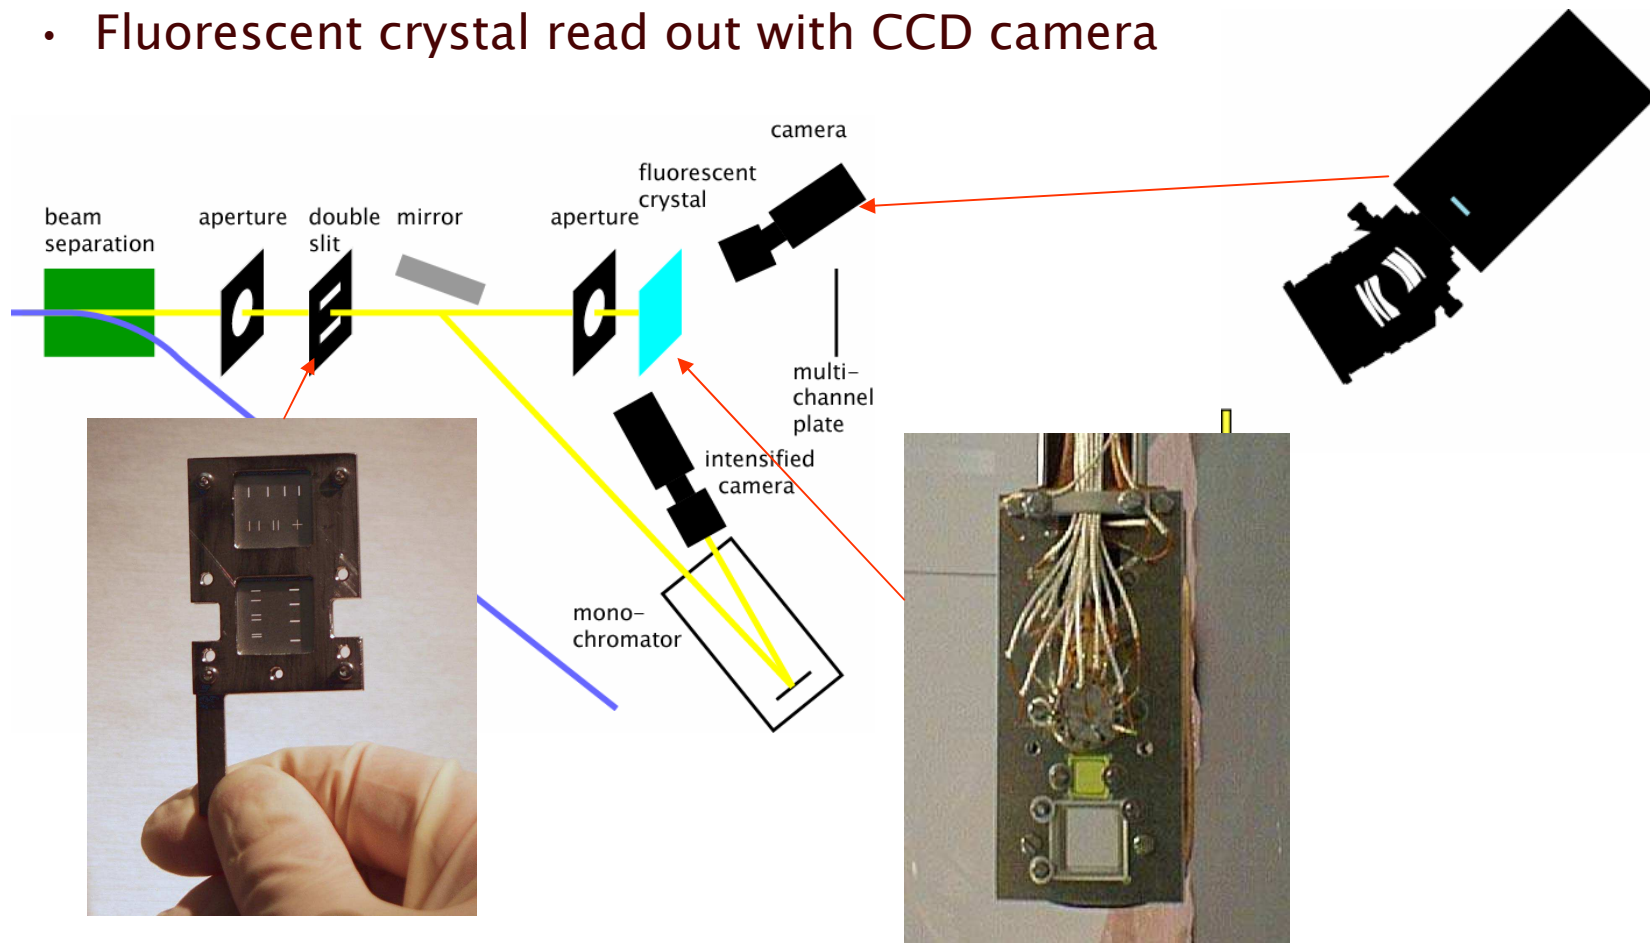 • Fluorescent crystal read out with CCD camera
camera
fluorescent
crystal
beam
separation
aperture
double
slit
mirror
aperture
multi-
channel
plate
intensified
camera
mono-
chromator